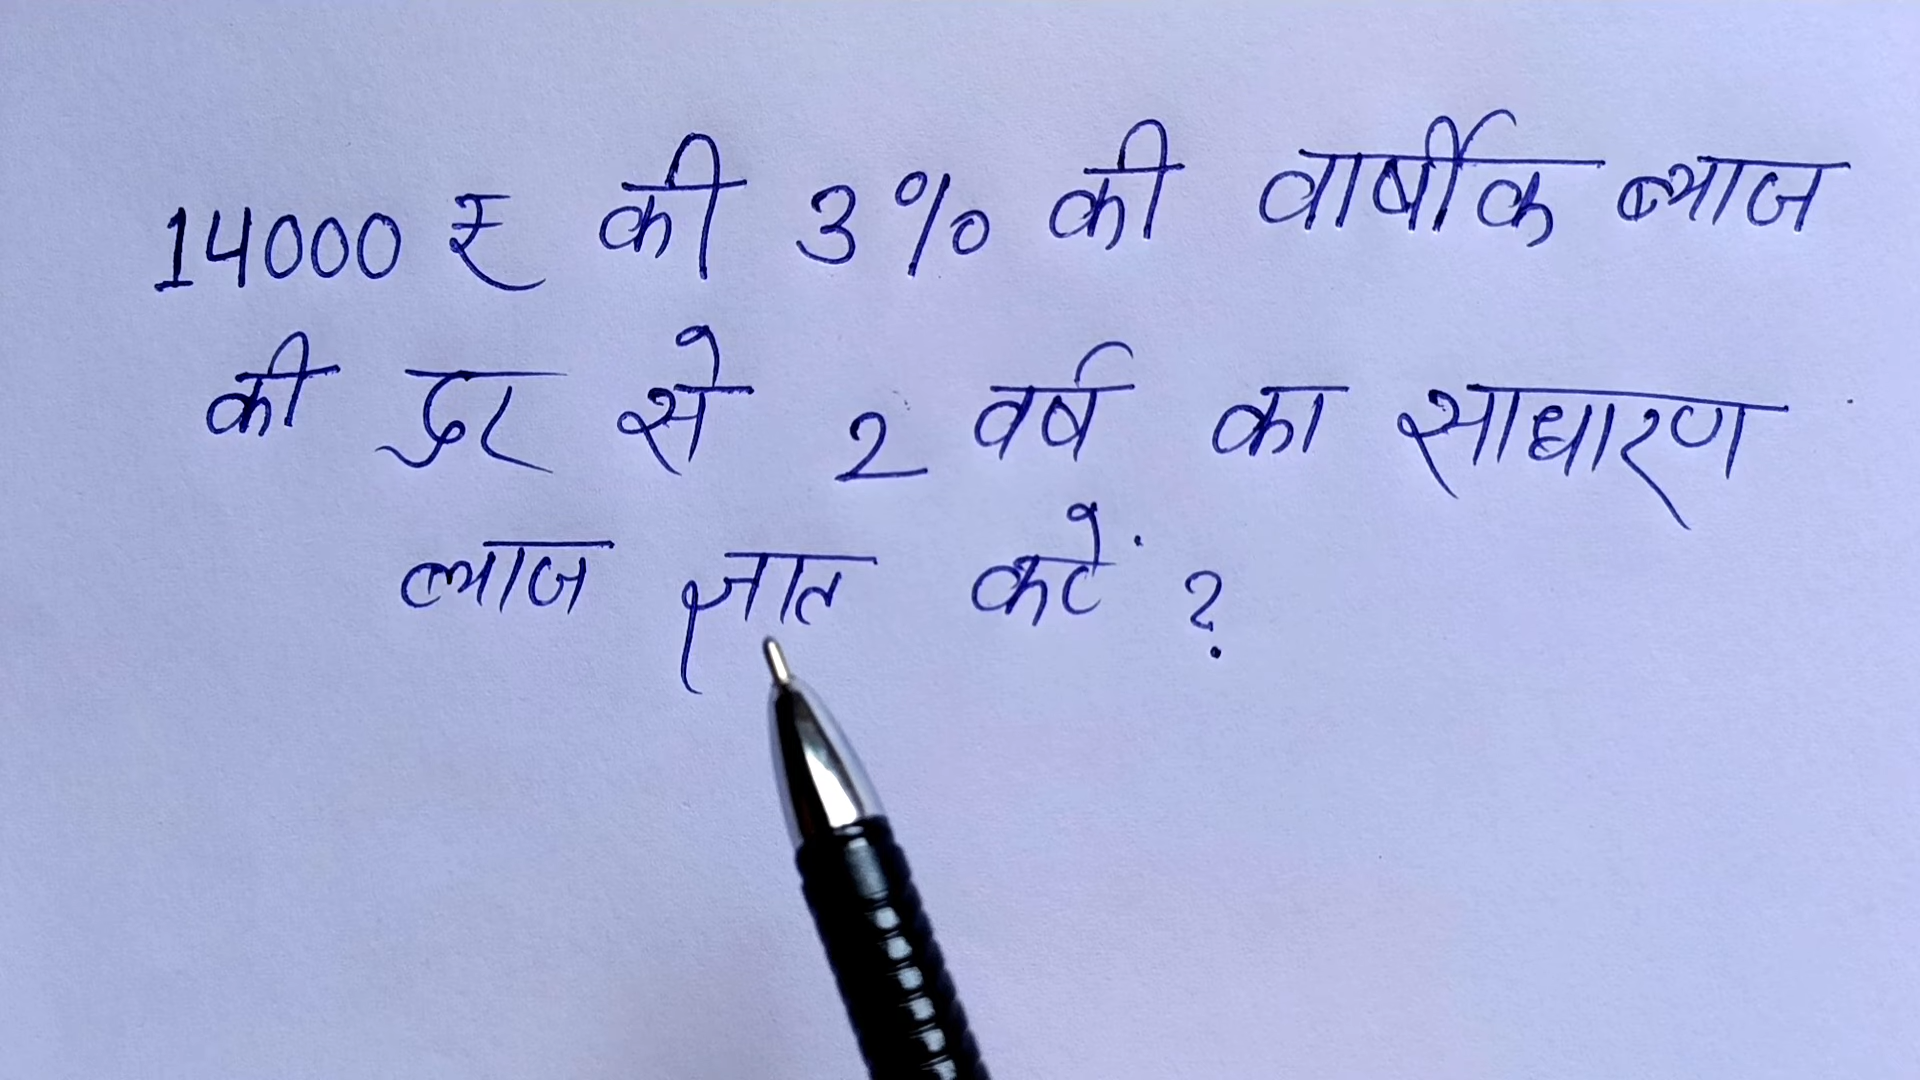 14000 ₹ की 3% की वार्षीक ब्याज
की दर से 2 वर्ष का साधारण
ब्याज ज्ञात करें ?